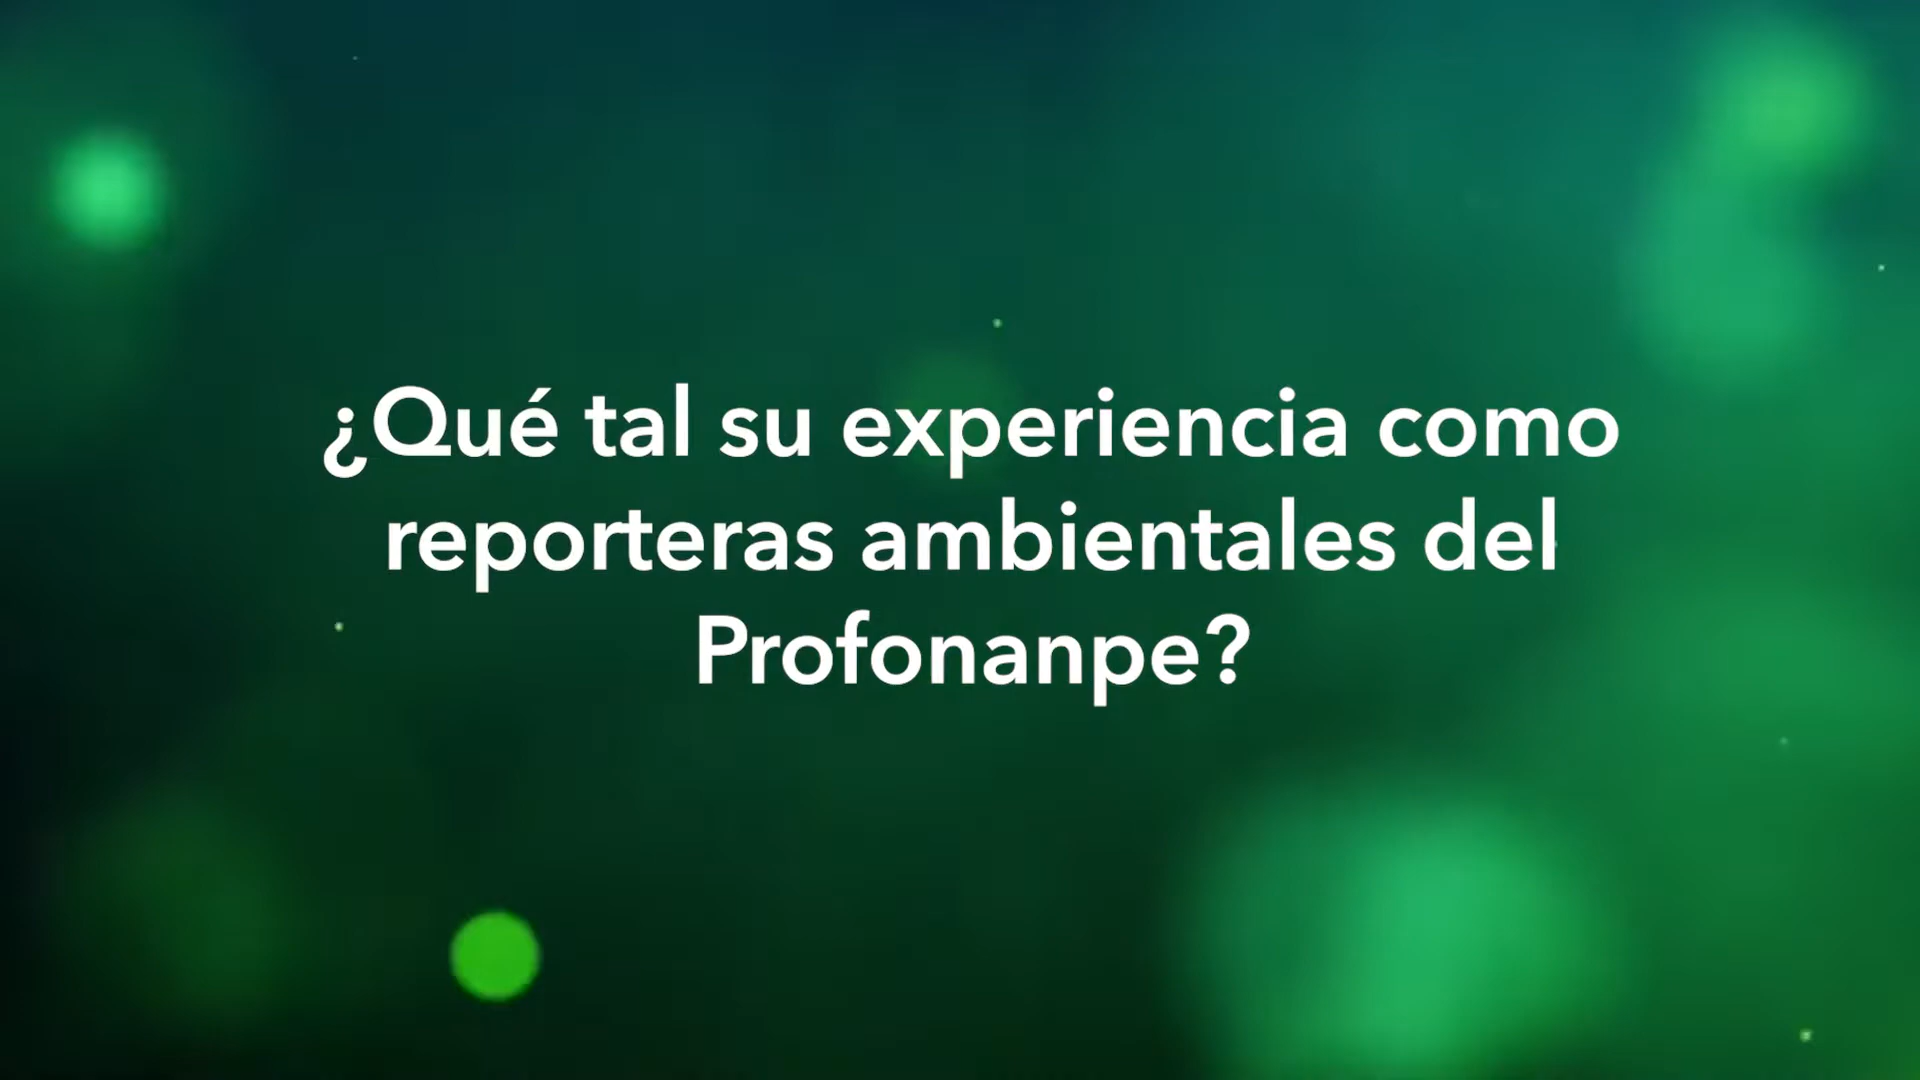 ¿Qué tal su experiencia como
reporteras ambientales del
Profonanpe?